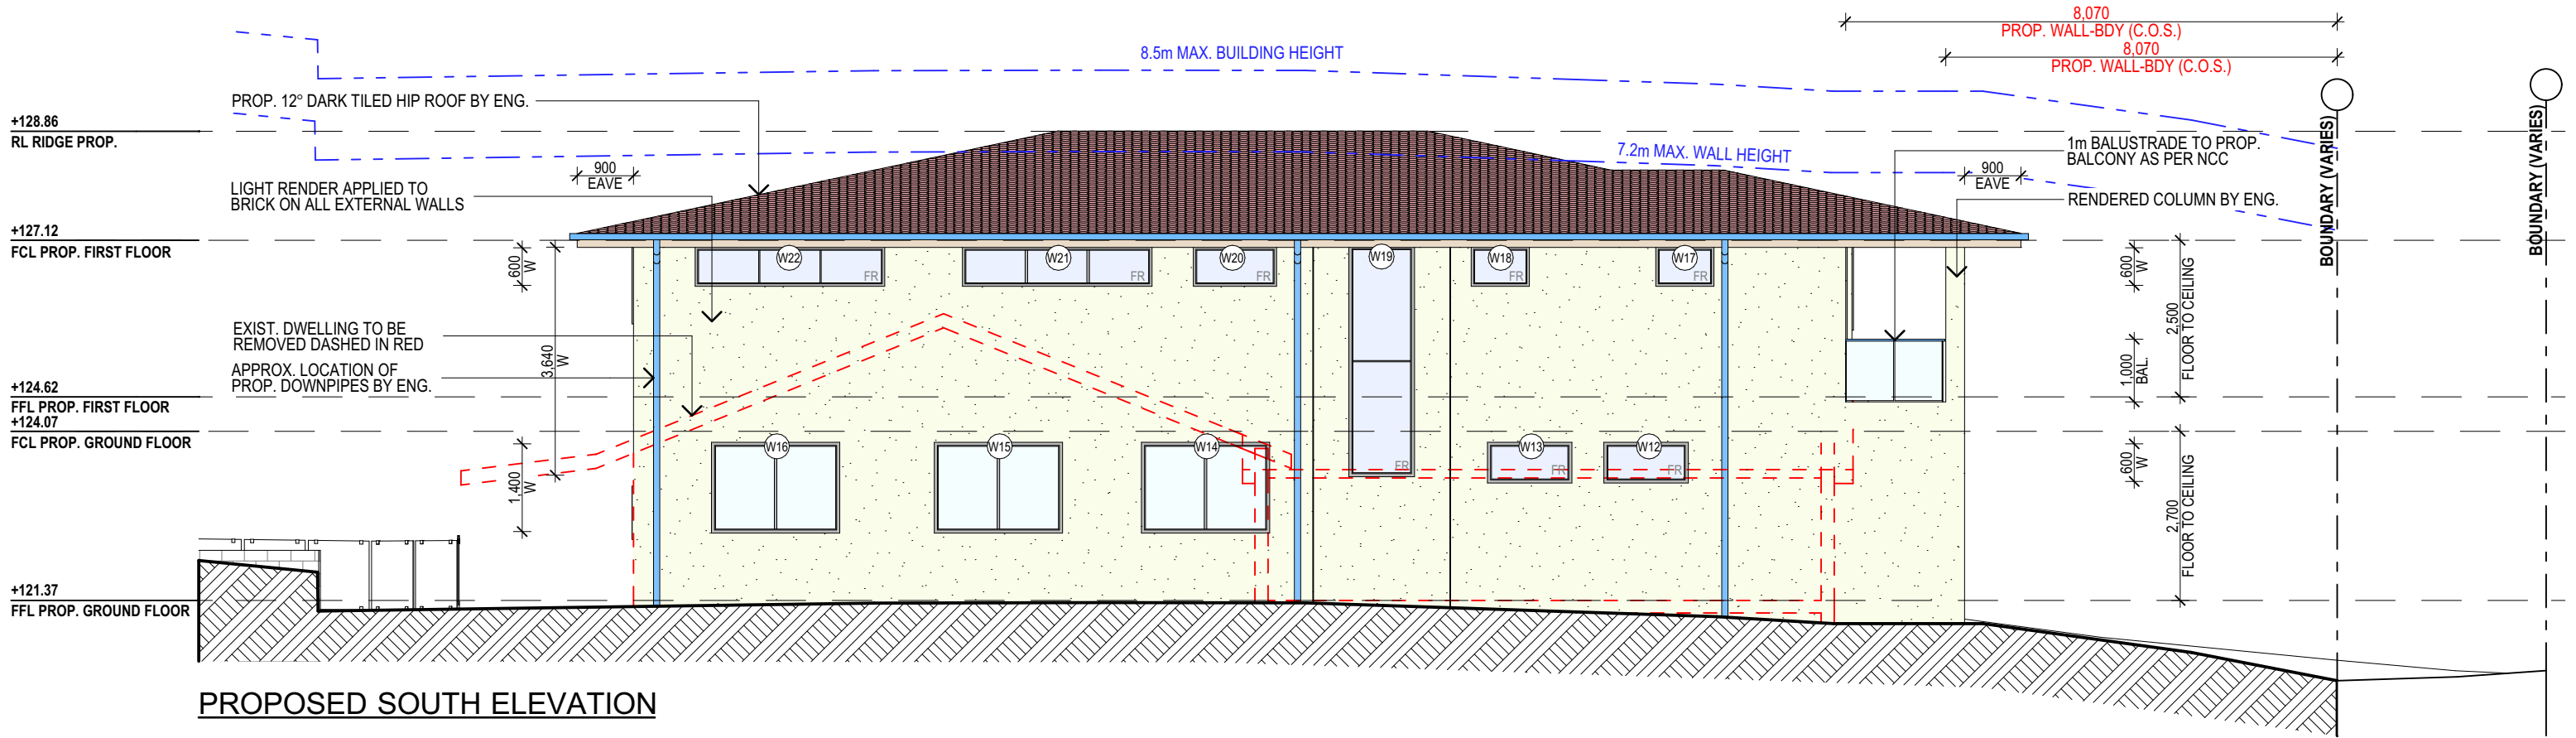 8,070
PROP. WALL-BDY (C.O.S.)
8,070
PROP. WALL-BDY (C.O.S.)
8.5m MAX. BUILDING HEIGHT
PROP. 12° DARK TILED HIP ROOF BY ENG.
+128.86
RL RIDGE PROP.
7.2m MAX. WALL HEIGHT
1m BALUSTRADE TO PROP.
BALCONY AS PER NCC
BOUNDARY (VARIES)
BOUNDARY (VARIES)
900
EAVE
900
EAVE
LIGHT RENDER APPLIED TO
BRICK ON ALL EXTERNAL WALLS
RENDERED COLUMN BY ENG.
+127.12
FCL PROP. FIRST FLOOR
600
W
W22
FR
W21
FR
W20
FR
W19
FR
W18
FR
W17
FR
600
W
2,500
FLOOR TO CEILING
EXIST. DWELLING TO BE
REMOVED DASHED IN RED
3,640
W
APPROX. LOCATION OF
PROP. DOWNPIPES BY ENG.
1,000
BAL.
+124.62
FFL PROP. FIRST FLOOR
+124.07
FCL PROP. GROUND FLOOR
1,400
W
W16
W15
W14
W13
FR
W12
FR
600
W
2,700
FLOOR TO CEILING
+121.37
FFL PROP. GROUND FLOOR
PROPOSED SOUTH ELEVATION